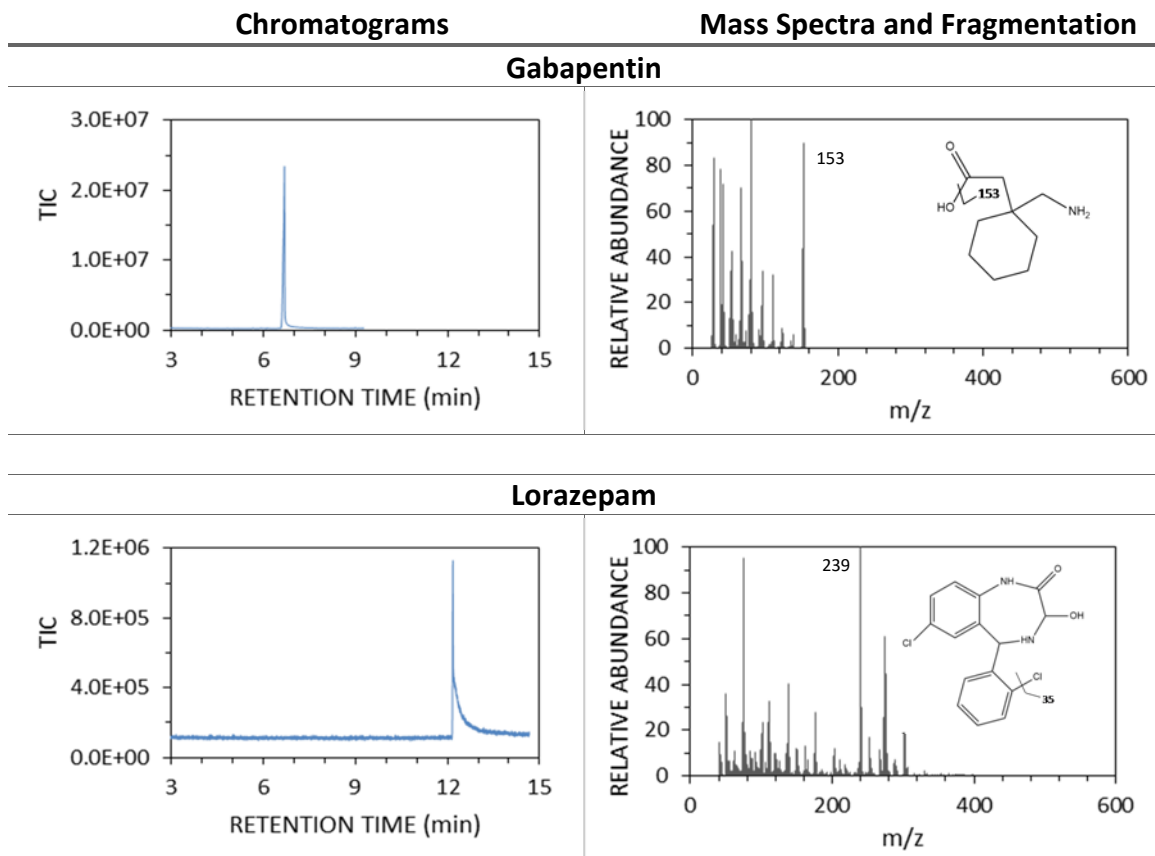 Chromatograms Mass Spectra and Fragmentation
Gabapentin
3.0E+07
2.0E+07
1.0E+07
0.0E+00
TIC
3 6 9 12 15
RETENTION TIME (min)
100
80
60
40
20
0
RELATIVE ABUNDANCE
153
O
HO
153
NH2
0 200 400 600
m/z
Lorazepam
1.2E+06
8.0E+05
4.0E+05
0.0E+00
TIC
3 6 9 12 15
RETENTION TIME (min)
100
80
60
40
20
0
RELATIVE ABUNDANCE
239
NH
O
OH
HN
Cl
Cl
35
0 200 400 600
m/z